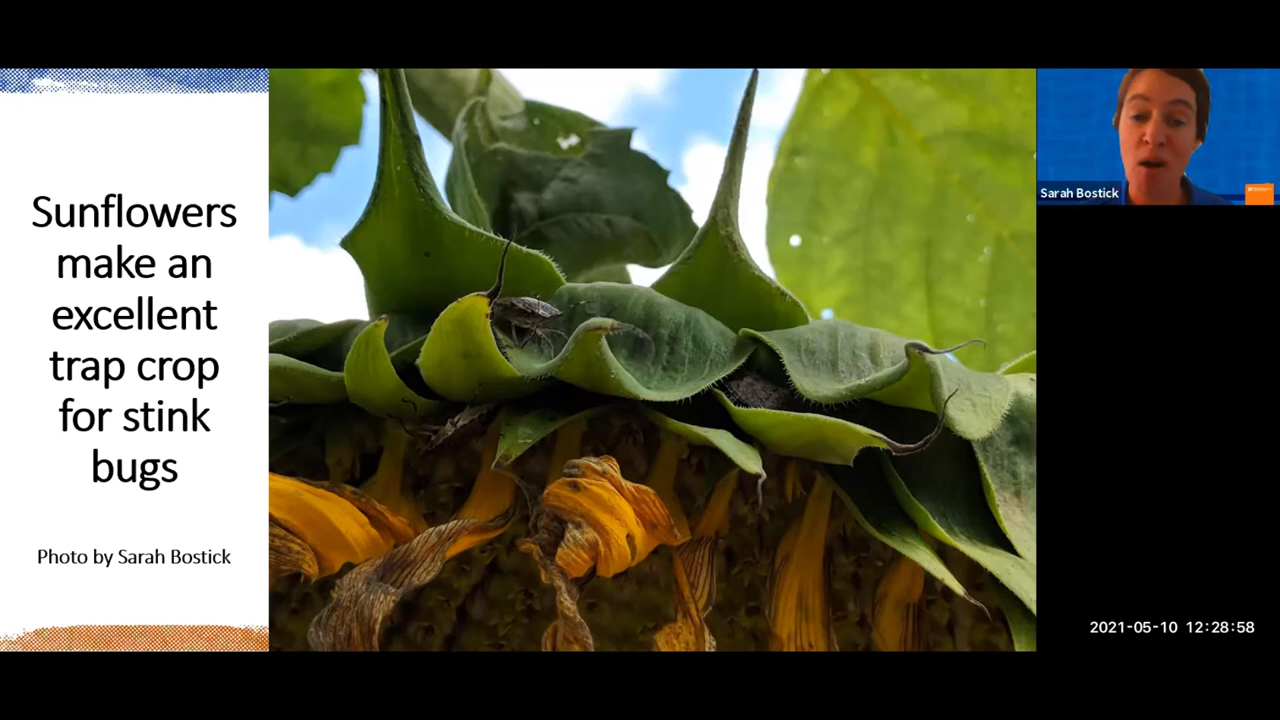 Sunflowers
make an
excellent
trap crop
for stink
bugs
Photo by Sarah Bostick
Sarah Bostick
2021-05-10 12:28:58